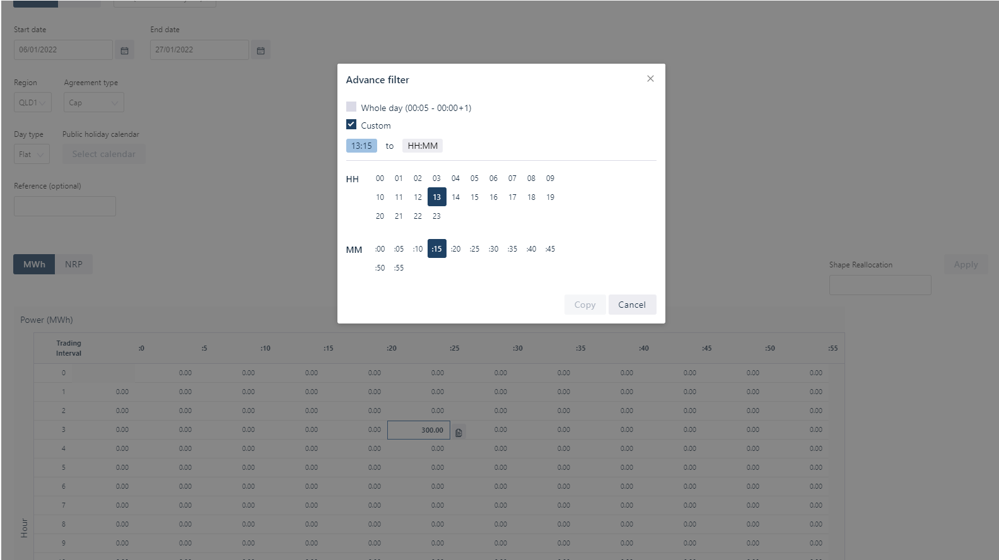 Start date End date
06/01/2022 27/01/2022
Region Agreement type
QLD1 Cap
Day type Public holiday calendar
Flat Select calendar
Reference (optional)
Advance filter
Whole day (00:05 - 00:00+1)
Custom
13:15 to HH:MM
HH 00 01 02 03 04 05 06 07 08 09
10 11 12 13 14 15 16 17 18 19
20 21 22 23
MM :00 :05 :10 :15 :20 :25 :30 :35 :40 :45
:50 :55
Copy Cancel
MWh NRP
Shape Reallocation Apply
Power (MWh)
Trading
Interval :0 :5 :10 :15 :20 :25 :30 :35 :40 :45 :50 :55
0 0.00 0.00 0.00 0.00 0.00 0.00 0.00 0.00 0.00 0.00 0.00
1 0.00 0.00 0.00 0.00 0.00 0.00 0.00 0.00 0.00 0.00 0.00 0.00
2 0.00 0.00 0.00 0.00 0.00 0.00 0.00 0.00 0.00 0.00 0.00 0.00
3 0.00 0.00 0.00 0.00 0.00 300.00 0.00 0.00 0.00 0.00 0.00 0.00
4 0.00 0.00 0.00 0.00 0.00 0.00 0.00 0.00 0.00 0.00 0.00 0.00
5 0.00 0.00 0.00 0.00 0.00 0.00 0.00 0.00 0.00 0.00 0.00 0.00
6 0.00 0.00 0.00 0.00 0.00 0.00 0.00 0.00 0.00 0.00 0.00 0.00
7 0.00 0.00 0.00 0.00 0.00 0.00 0.00 0.00 0.00 0.00 0.00 0.00
8 0.00 0.00 0.00 0.00 0.00 0.00 0.00 0.00 0.00 0.00 0.00 0.00
9 0.00 0.00 0.00 0.00 0.00 0.00 0.00 0.00 0.00 0.00 0.00 0.00
Hour